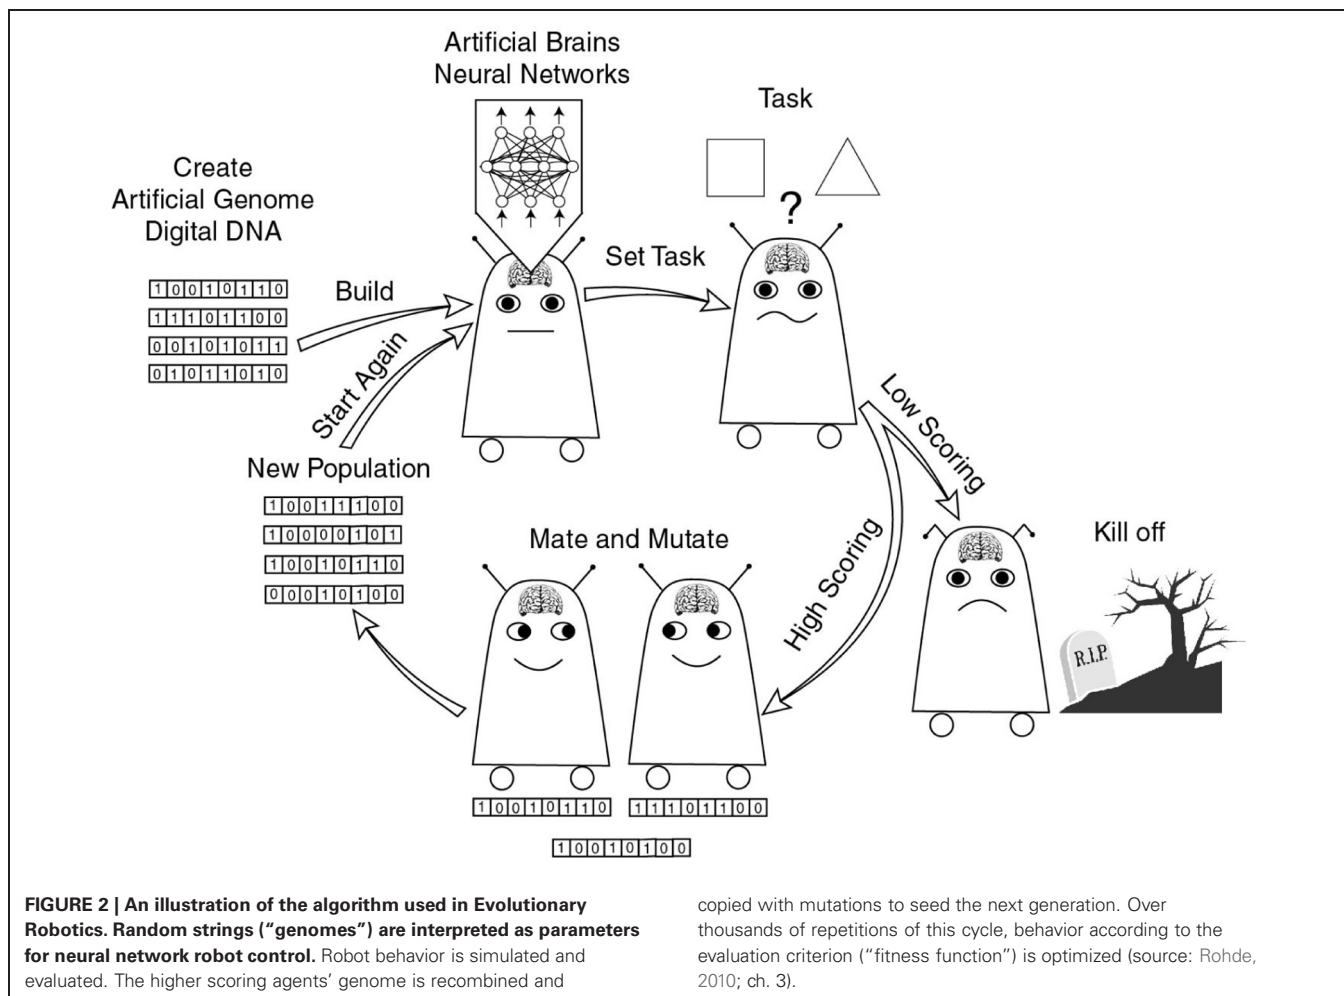 Artificial Brains
Neural Networks
Task
Create
Artificial Genome
Digital DNA
?
Set Task
1 0 0 1 0 1 1 0
1 1 1 0 1 1 0 0
0 0 1 0 1 0 1 1
0 1 0 1 1 0 1 0
Build
Start Again
Low Scoring
New Population
1 0 0 1 1 1 0 0
1 0 0 0 0 1 0 1
1 0 0 1 0 1 1 0
0 0 0 1 0 1 0 0
Mate and Mutate
High Scoring
Kill off
R.I.P.
1 0 0 1 0 1 1 0
1 1 1 0 1 1 0 0
1 0 0 1 0 1 0 0
FIGURE 2 | An illustration of the algorithm used in Evolutionary
Robotics. Random strings (“genomes”) are interpreted as parameters
for neural network robot control. Robot behavior is simulated and
evaluated. The higher scoring agents’ genome is recombined and
copied with mutations to seed the next generation. Over
thousands of repetitions of this cycle, behavior according to the
evaluation criterion (“fitness function”) is optimized (source: Rohde,
2010; ch. 3).